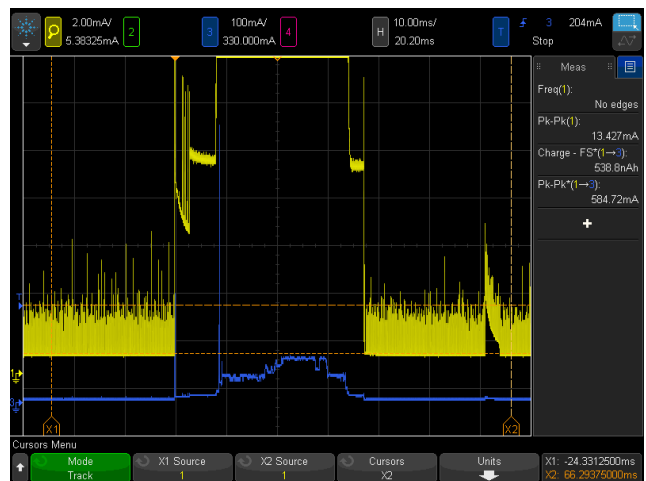 2.00mA/
5.38325mA
2
3
100mA/
330.000mA
4
H
10.00ms/
20.20ms
T
3
204mA
Stop
Meas
Freq(1):
No edges
Pk-Pk(1):
13.427mA
Charge - FS*(1→3):
538.8nAh
Pk-Pk*(1→3):
584.72mA
T
1
3
X1
X2
Cursors Menu
Mode
Track
X1 Source
1
X2 Source
1
Cursors
X2
Units
X1: -24.3312500ms
X2: 66.29375000ms